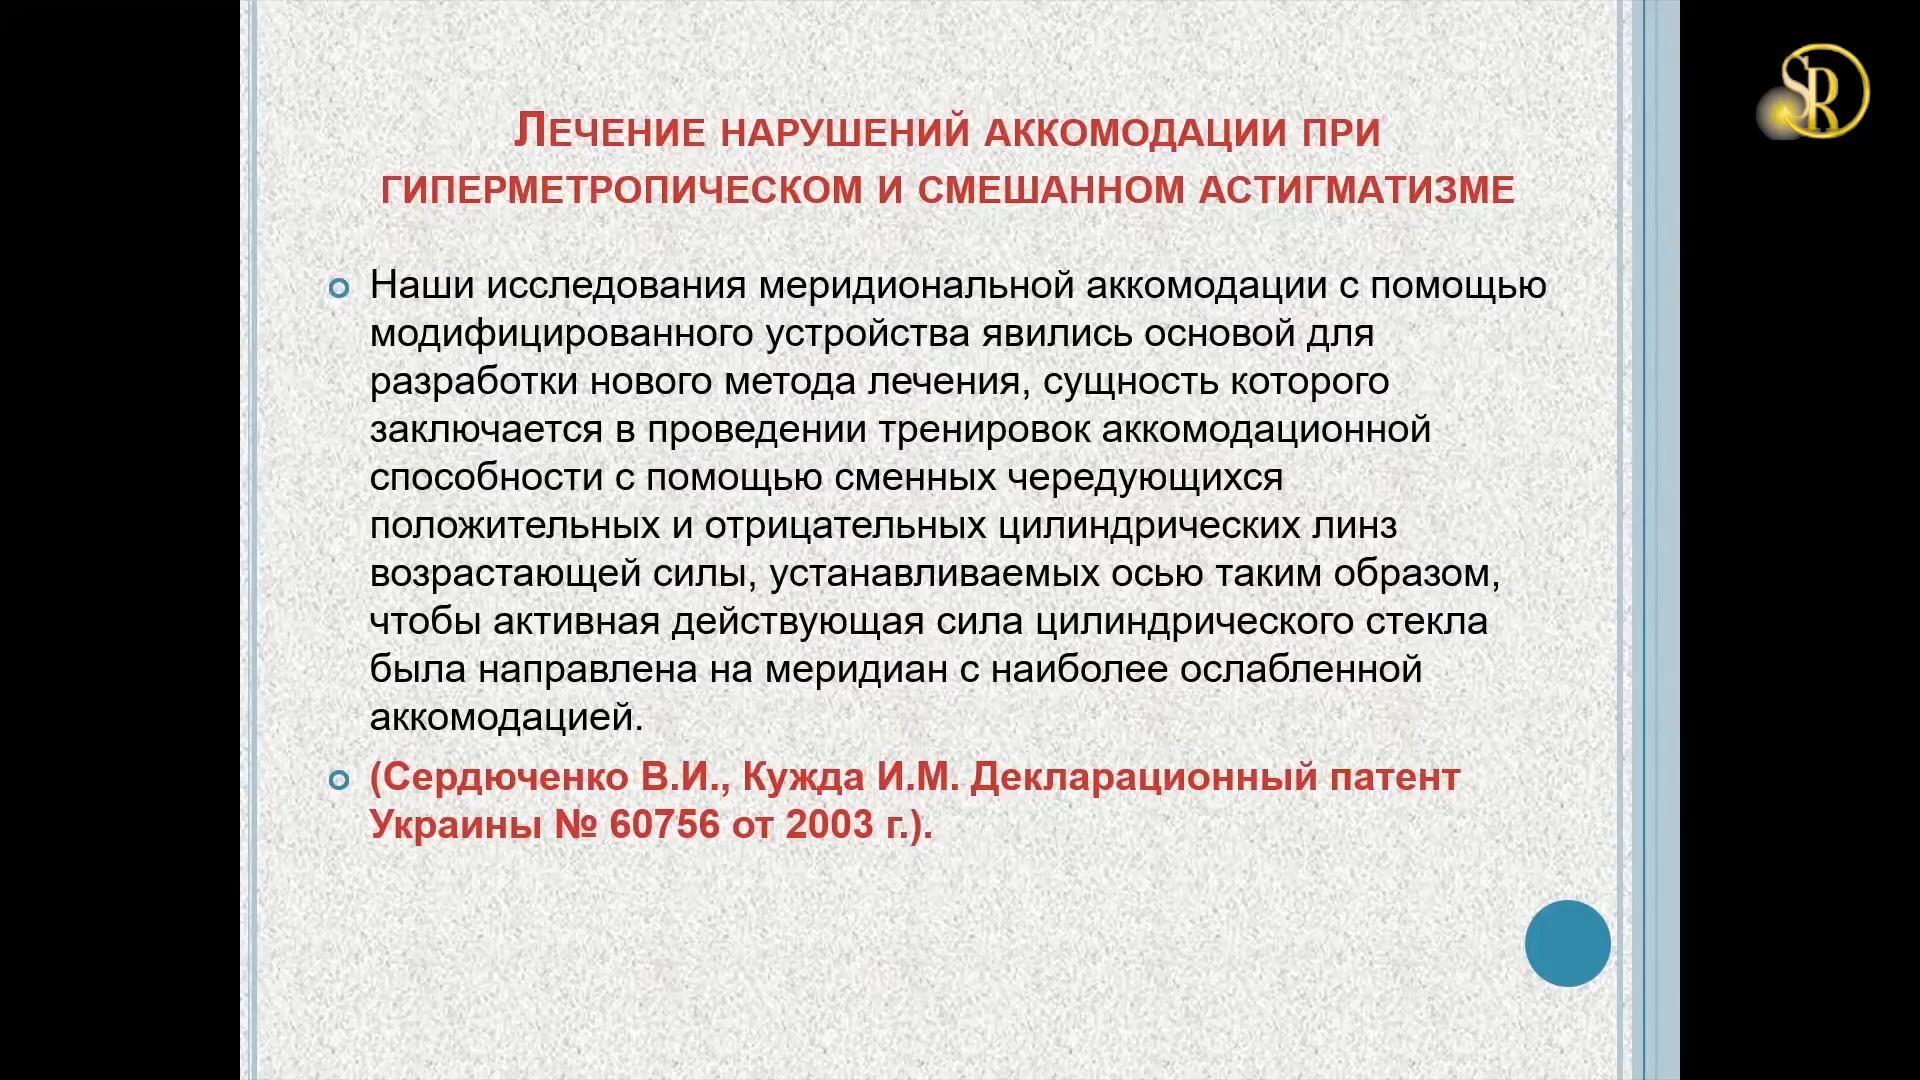 Лечение нарушений аккомодации при
гиперметропическом и смешанном астигматизме
Наши исследования меридиональной аккомодации с помощью
модифицированного устройства явились основой для
разработки нового метода лечения, сущность которого
заключается в проведении тренировок аккомодационной
способности с помощью сменных чередующихся
положительных и отрицательных цилиндрических линз
возрастающей силы, устанавливаемых осью таким образом,
чтобы активная действующая сила цилиндрического стекла
была направлена на меридиан с наиболее ослабленной
аккомодацией.
(Сердюченко В.И., Кужда И.М. Декларационный патент
Украины № 60756 от 2003 г.).
SR